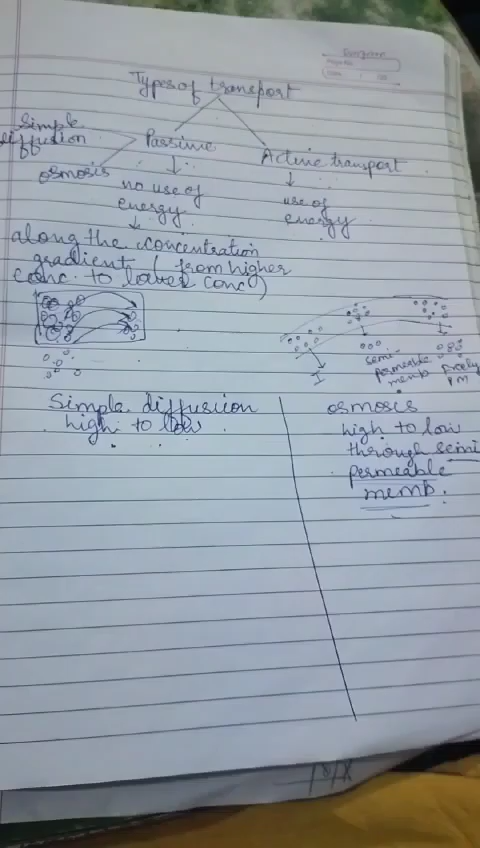 Types of transport
Simple
diffusion
Passive
Active transport
osmosis
no use of
energy
use of
energy
along the concentration
gradient (from higher
conc. to lower conc)
I
semi-
permeable
memb
freely
Simple diffusion
high to low
osmosis
high to low
through semi
permeable
memb.